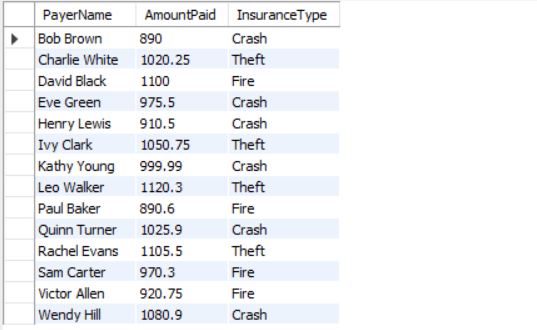 PayerName AmountPaid InsuranceType
Bob Brown 890 Crash
Charlie White 1020.25 Theft
David Black 1100 Fire
Eve Green 975.5 Crash
Henry Lewis 910.5 Crash
Ivy Clark 1050.75 Theft
Kathy Young 999.99 Crash
Leo Walker 1120.3 Theft
Paul Baker 890.6 Fire
Quinn Turner 1025.9 Crash
Rachel Evans 1105.5 Theft
Sam Carter 970.3 Fire
Victor Allen 920.75 Fire
Wendy Hill 1080.9 Crash